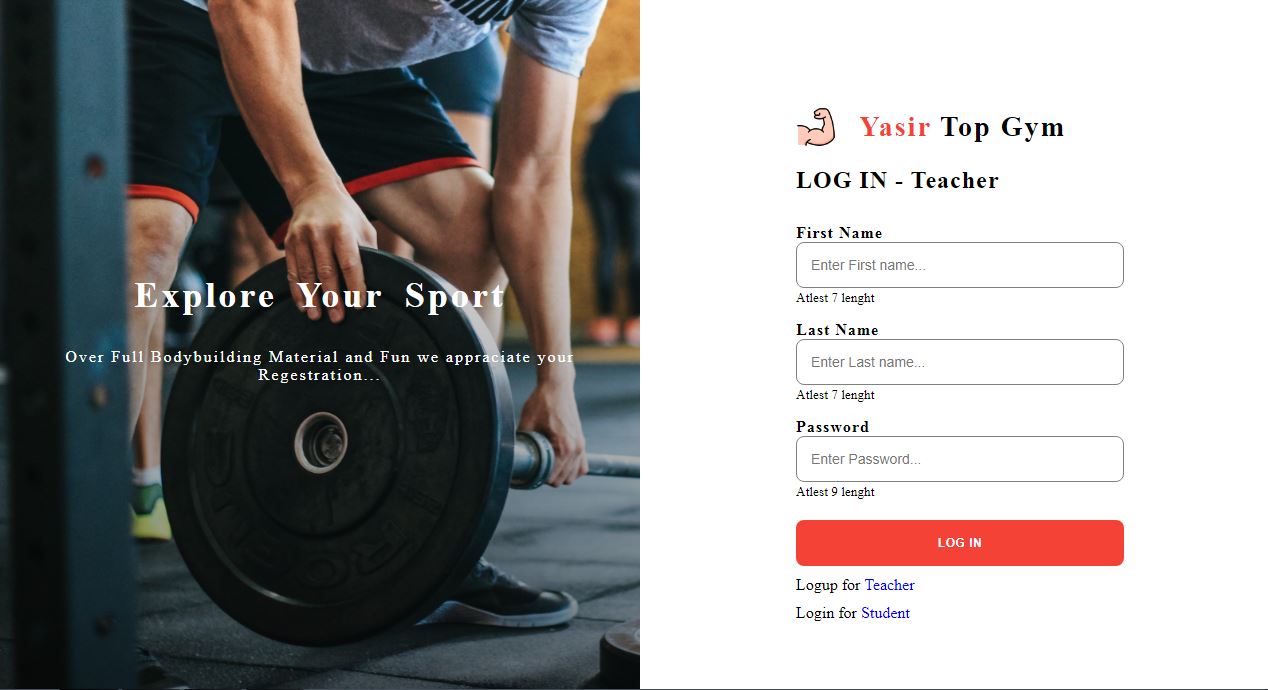 Explore Your Sport
Over Full Bodybuilding Material and Fun we appraciate your
Regestration...
Yasir Top Gym
LOG IN - Teacher
First Name
Enter First name...
Atlest 7 lenght
Last Name
Enter Last name...
Atlest 7 lenght
Password
Enter Password...
Atlest 9 lenght
LOG IN
Logup for Teacher
Login for Student